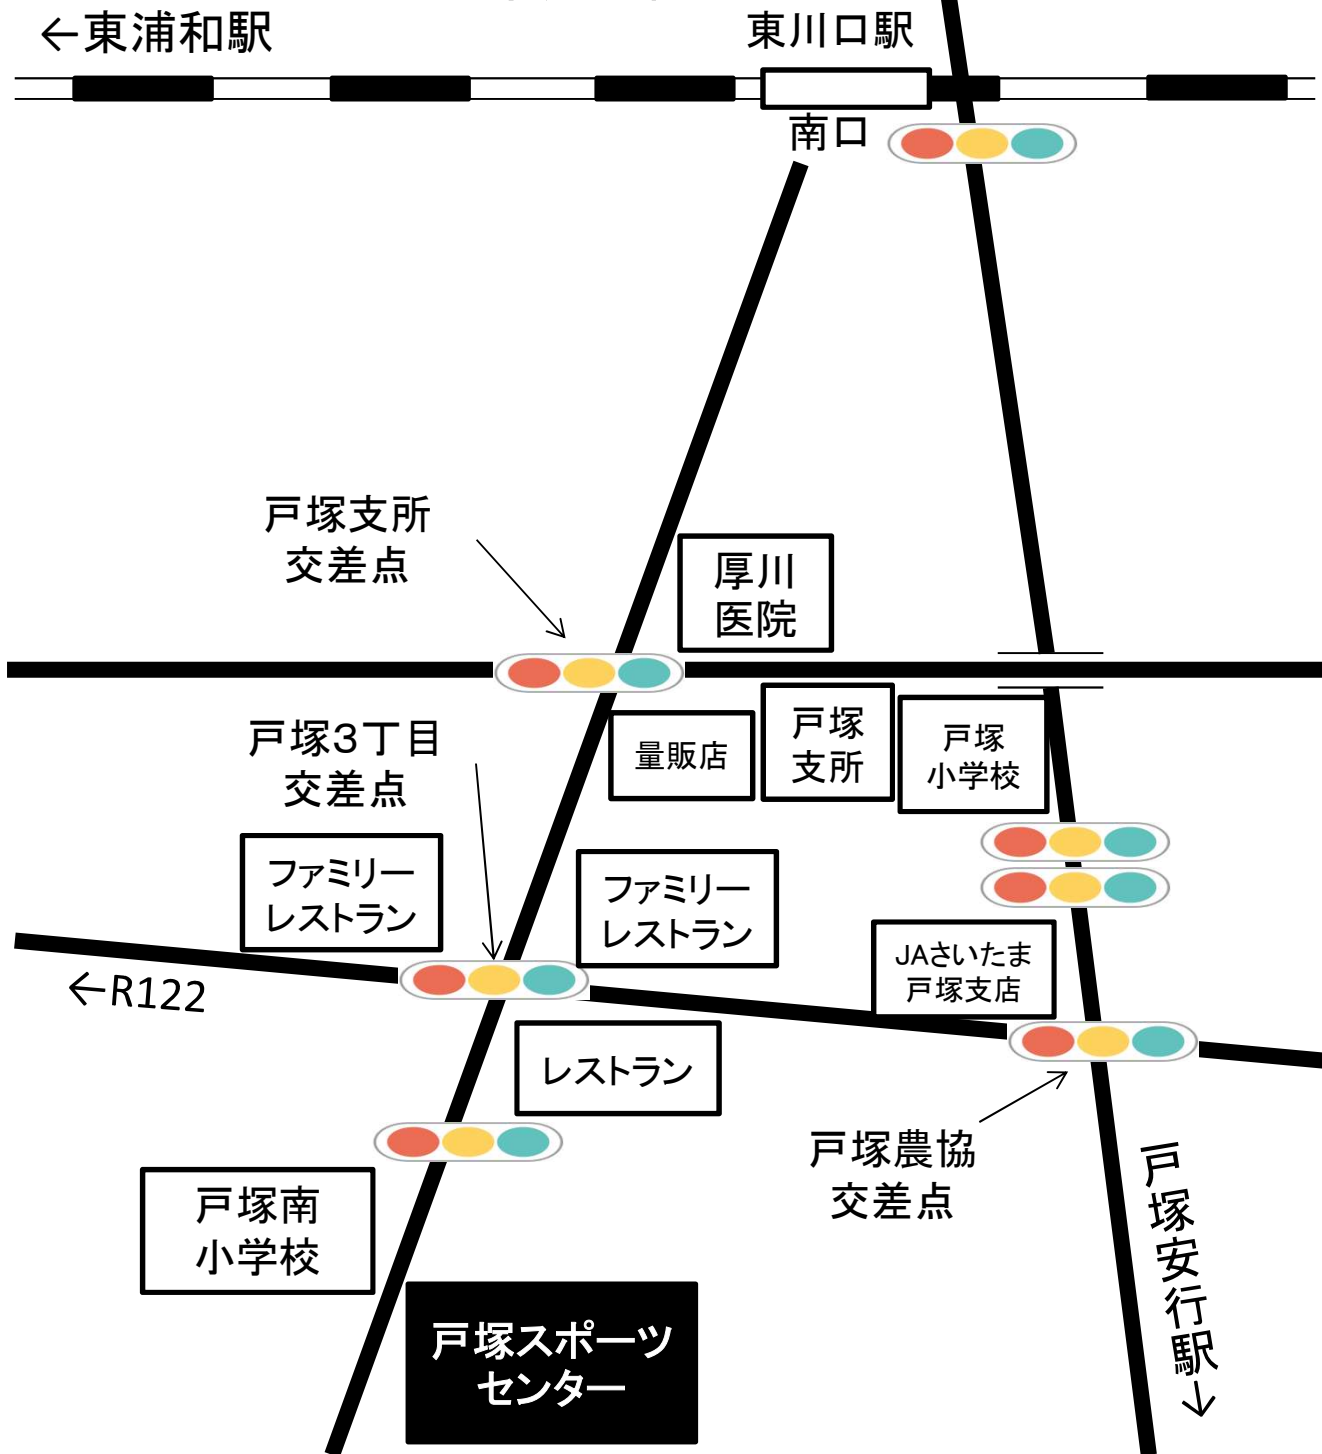 ←東浦和駅
東川口駅
南口
戸塚支所
交差点
厚川
医院
戸塚3丁目
交差点
量販店
戸塚
支所
戸塚
小学校
ファミリー
レストラン
ファミリー
レストラン
JAさいたま
戸塚支店
←R122
レストラン
戸塚農協
交差点
戸塚安行駅→
戸塚南
小学校
戸塚スポーツ
センター